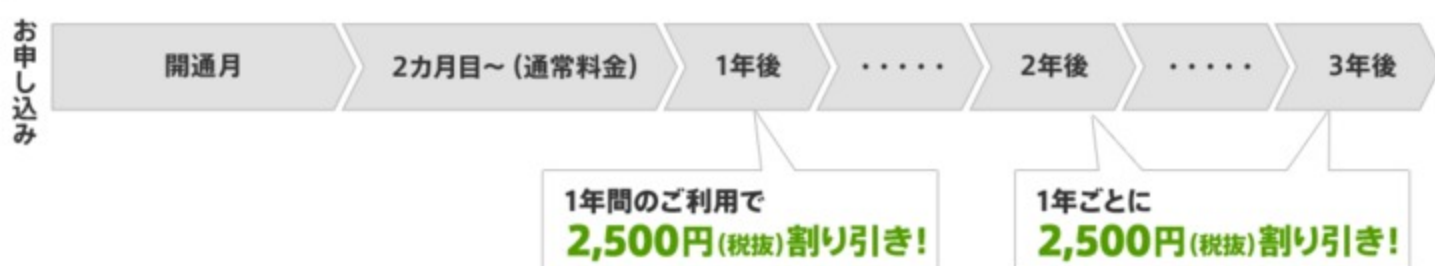 お申し込み
開通月
2カ月目～（通常料金）
1年後
・・・・・
2年後
・・・・・
3年後
1年間のご利用で
2,500円(税抜)割り引き！
1年ごとに
2,500円(税抜)割り引き！